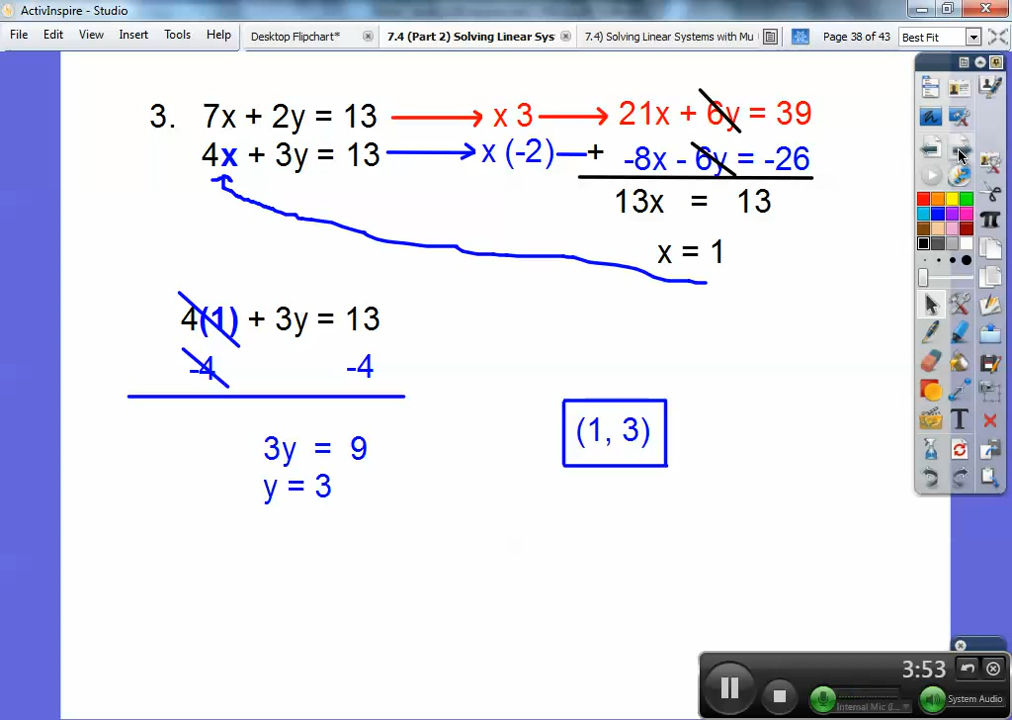 ActivInspire - Studio
File Edit View Insert Tools Help
Desktop Flipchart*
7.4 (Part 2) Solving Linear Sys
7.4) Solving Linear Systems with Mu
Page 38 of 43
Best Fit
3. 7x + 2y = 13 x 3 21x + 6y = 39
4x + 3y = 13 x (-2) + -8x - 6y = -26
13x = 13
x = 1
4(1) + 3y = 13
-4 -4
3y = 9
y = 3
(1, 3)
3:53
Internal Mic (I...
System Audio